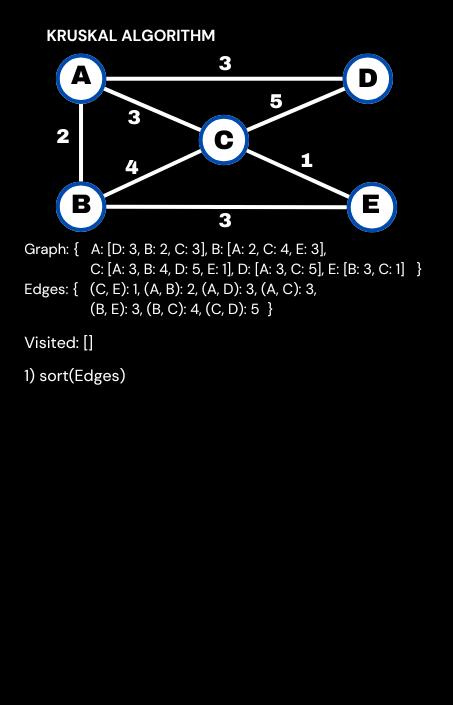 KRUSKAL ALGORITHM
A
3
D
3
5
C
2
4
1
B
3
E
Graph: { A: [D: 3, B: 2, C: 3], B: [A: 2, C: 4, E: 3],
C: [A: 3, B: 4, D: 5, E: 1], D: [A: 3, C: 5], E: [B: 3, C: 1] }
Edges: { (C, E): 1, (A, B): 2, (A, D): 3, (A, C): 3,
(B, E): 3, (B, C): 4, (C, D): 5 }
Visited: []
1) sort(Edges)